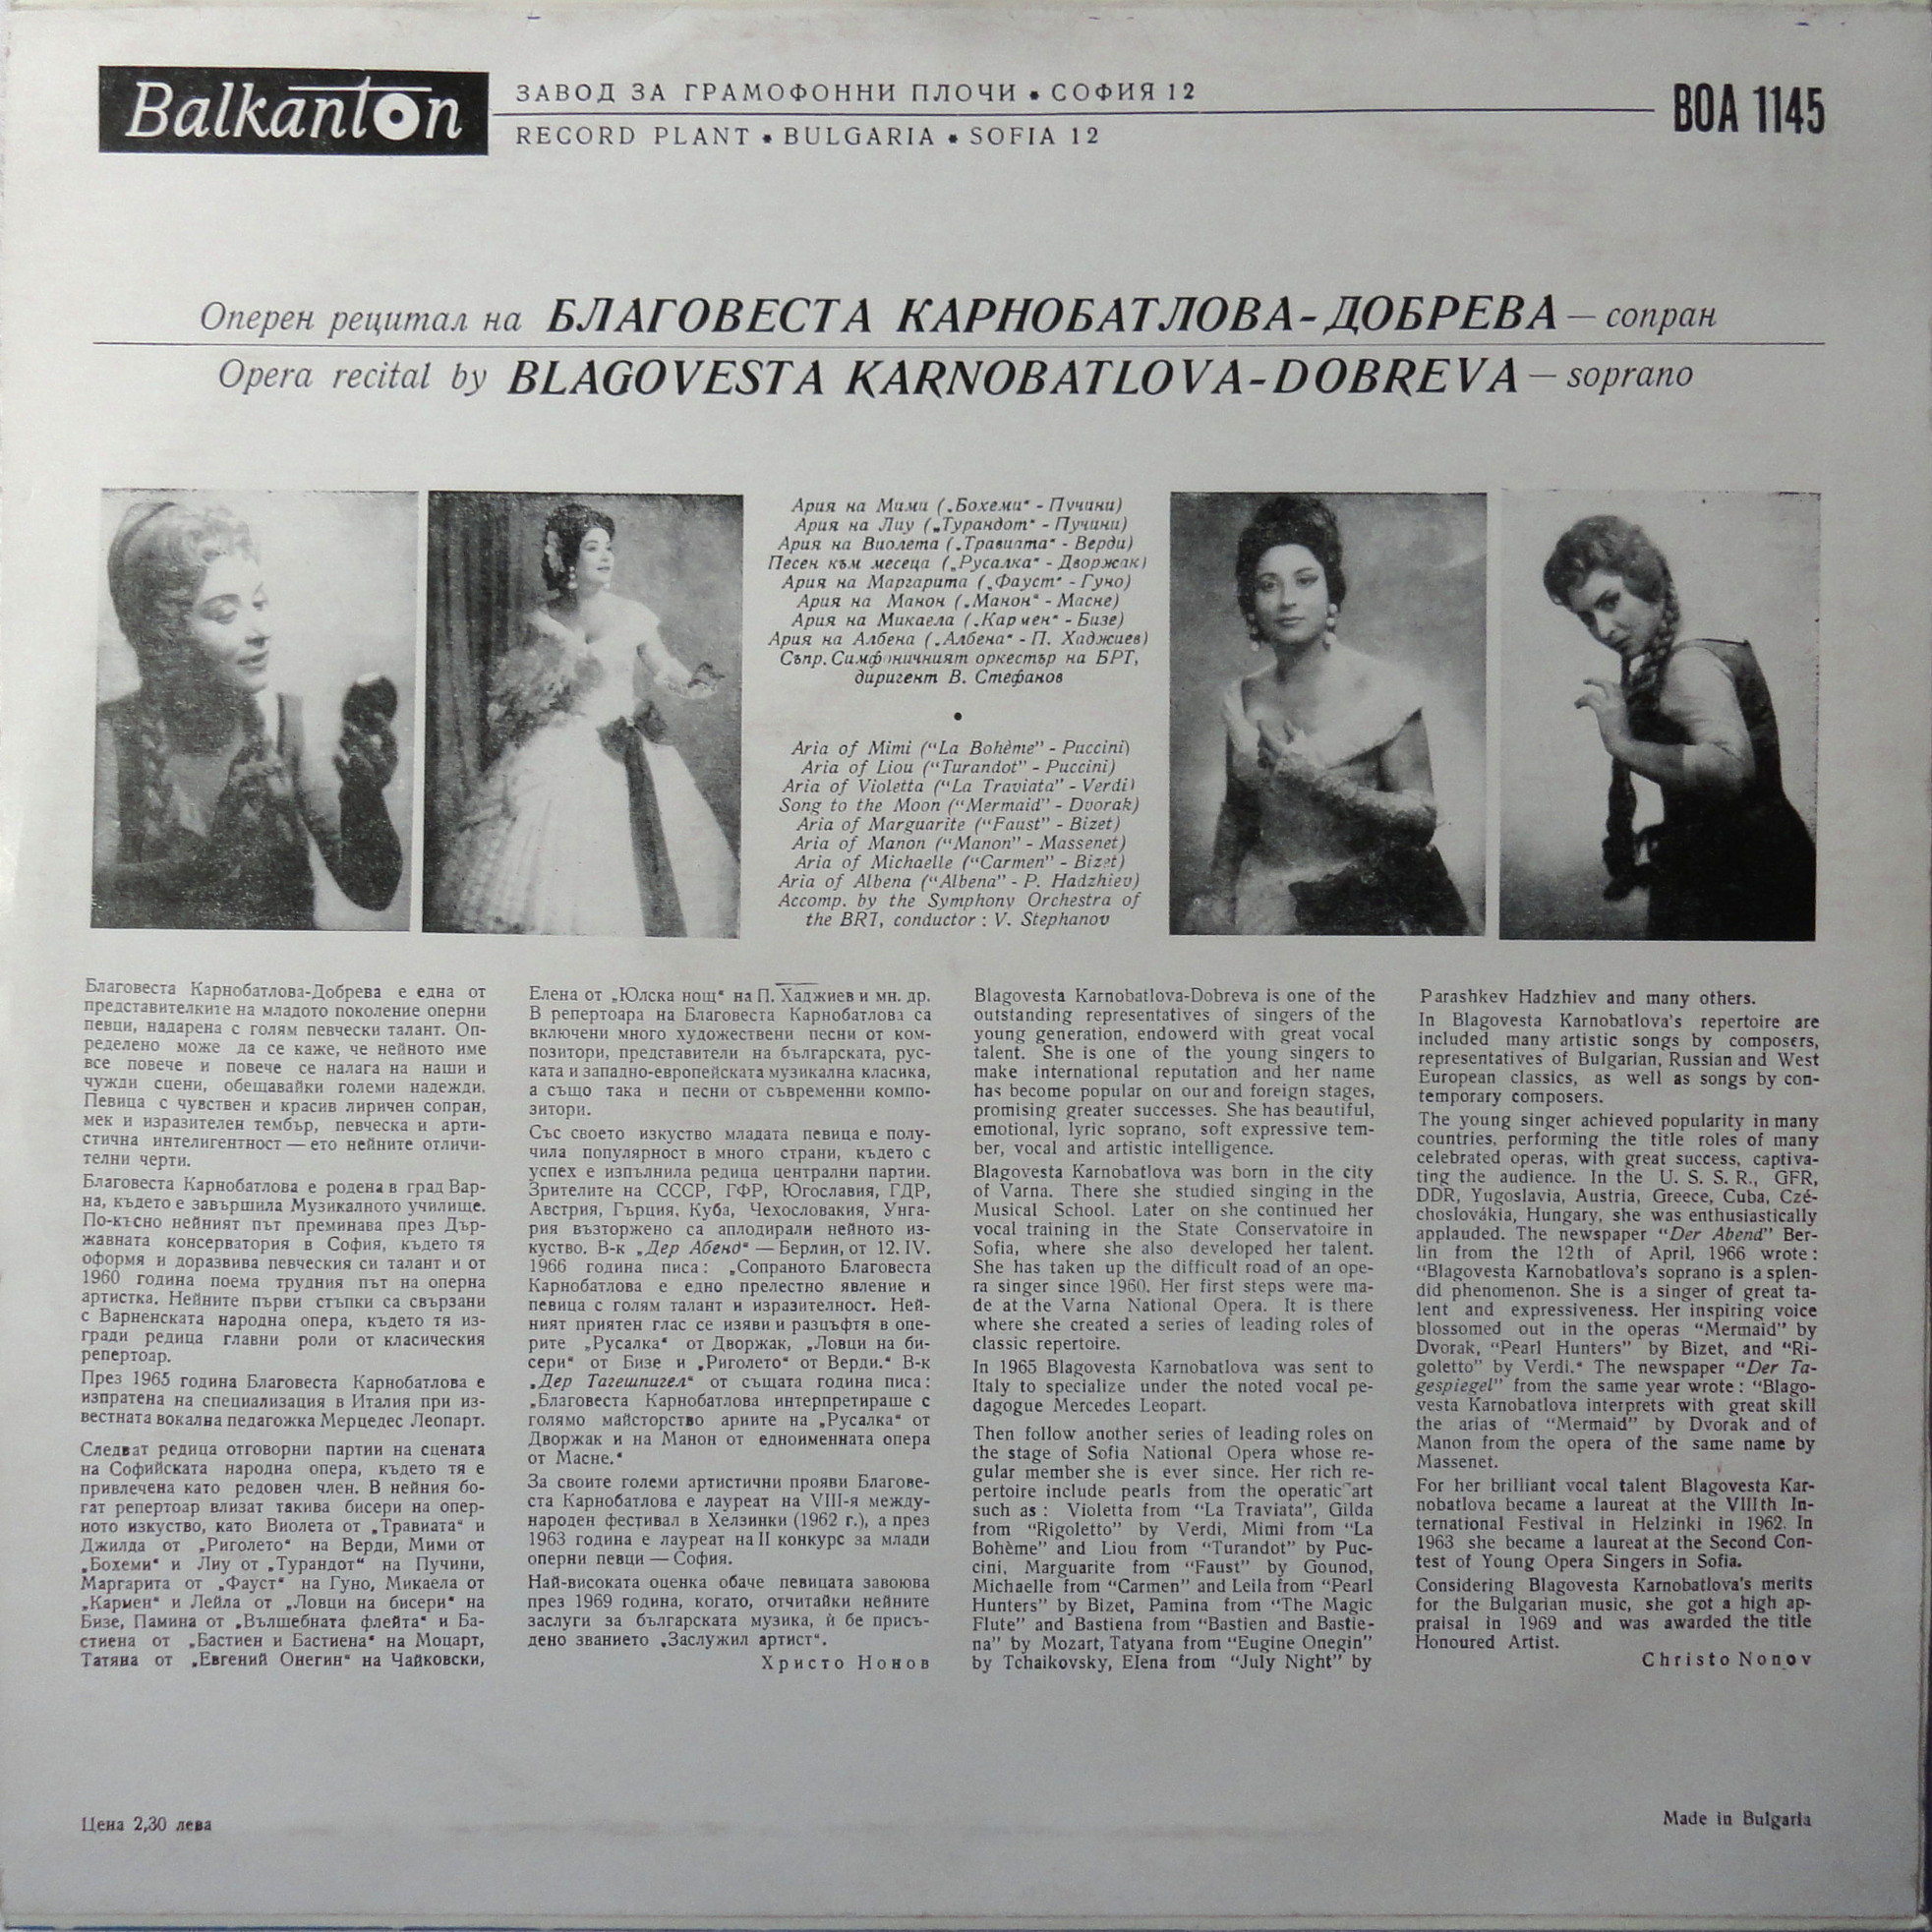 Balkanton
ЗАВОД ЗА ГРАМОФОННИ ПЛОЧИ • СОФИЯ 12
RECORD PLANT • BULGARIA • SOFIA 12
ВОА 1145
Оперен рецитал на БЛАГОВЕСТА КАРНОБАТЛОВА-ДОБРЕВА — сопран
Opera recital by BLAGOVESTA KARNOBATLOVA-DOBREVA — soprano
Ария на Мими („Бохеми“ - Пучини)
Ария на Лиу („Турандот“ - Пучини)
Ария на Виолета („Травиата“ - Верди)
Песен към месеца („Русалка“ - Дворжак)
Ария на Маргарита („Фауст“ - Гуно)
Ария на Манон („Манон“ - Масне)
Ария на Микаела („Кармен“ - Бизе)
Ария на Албена („Албена“ - П. Хаджиев)
Съпр. Симфоничният оркестър на БРТ,
диригент В. Стефанов
•
Aria of Mimi (“La Bohème” - Puccini)
Aria of Liou (“Turandot” - Puccini)
Aria of Violetta (“La Traviata” - Verdi)
Song to the Moon (“Mermaid” - Dvorak)
Aria of Marguarite (“Faust” - Bizet)
Aria of Manon (“Manon” - Massenet)
Aria of Michaelle (“Carmen” - Bizet)
Aria of Albena (“Albena” - P. Hadzhiev)
Accomp. by the Symphony Orchestra of
the BRT, conductor : V. Stephanov
Благовеста Карнобатлова-Добрева е една от
представителките на младото поколение оперни
певци, надарена с голям певчески талант. Оп-
ределено може да се каже, че нейното име
все повече и повече се налага на наши и
чужди сцени, обещавайки големи надежди.
Певица с чувствен и красив лиричен сопран,
мек и изразителен тембър, певческа и арти-
стична интелигентност — ето нейните отличи-
телни черти.
Благовеста Карнобатлова е родена в град Вар-
на, където е завършила Музикалното училище.
По-късно нейният път преминава през Дър-
жавната консерватория в София, където тя
оформя и доразвива певческия си талант и от
1960 година поема трудния път на оперна
артистка. Нейните първи стъпки са свързани
с Варненската народна опера, където тя из-
гради редица главни роли от класическия
репертоар.
През 1965 година Благовеста Карнобатлова е
изпратена на специализация в Италия при из-
вестната вокална педагожка Мерцедес Леопарт.
Следват редица отговорни партии на сцената
на Софийската народна опера, където тя е
привлечена като редовен член. В нейния бо-
гат репертоар влизат такива бисери на опер-
ното изкуство, като Виолета от „Травиата“ и
Джилда от „Риголето“ на Верди, Мими от
„Бохеми“ и Лиу от „Турандот“ на Пучини,
Маргарита от „Фауст“ на Гуно, Микаела от
„Кармен“ и Лейла от „Ловци на бисери“ на
Бизе, Памина от „Вълшебната флейта“ и Ба-
стиена от „Бастиен и Бастиена“ на Моцарт,
Татяна от „Евгений Онегин“ на Чайковски,
Елена от „Юлска нощ“ на П. Хаджиев и мн. др.
В репертоара на Благовеста Карнобатлова са
включени много художествени песни от ком-
позитори, представители на българската, рус-
ката и западно-европейската музикална класика,
а също така и песни от съвременни компо-
зитори.
Със своето изкуство младата певица е полу-
чила популярност в много страни, където с
успех е изпълнила редица централни партии.
Зрителите на СССР, ГФР, Югославия, ГДР,
Австрия, Гърция, Куба, Чехословакия, Унга-
рия възторжено са аплодирали нейното из-
куство. В-к „Дер Абенд“ — Берлин, от 12. IV.
1966 година писа: „Сопраното Благовеста
Карнобатлова е едно прелестно явление и
певица с голям талант и изразителност. Ней-
ният приятен глас се изяви и разцъфтя в опе-
рите „Русалка“ от Дворжак, „Ловци на би-
сери“ от Бизе и „Риголето“ от Верди.“ В-к
„Дер Тагешпигел“ от същата година писа:
„Благовеста Карнобатлова интерпретираше с
голямо майсторство ариите на „Русалка“ от
Дворжак и на Манон от едноименната опера
от Масне.“
За своите големи артистични прояви Благове-
ста Карнобатлова е лауреат на VIII-я между-
народен фестивал в Хелзинки (1962 г.), а през
1963 година е лауреат на II конкурс за млади
оперни певци — София.
Най-високата оценка обаче певицата завоюва
през 1969 година, когато, отчитайки нейните
заслуги за българската музика, ѝ бе присъ-
дено званието „Заслужил артист“.
Христо Нонов
Blagovesta Karnobatlova-Dobreva is one of the
outstanding representatives of singers of the
young generation, endowerd with great vocal
talent. She is one of the young singers to
make international reputation and her name
has become popular on our and foreign stages,
promising greater successes. She has beautiful,
emotional, lyric soprano, soft expressive tem-
ber, vocal and artistic intelligence.
Blagovesta Karnobatlova was born in the city
of Varna. There she studied singing in the
Musical School. Later on she continued her
vocal training in the State Conservatoire in
Sofia, where she also developed her talent.
She has taken up the difficult road of an ope-
ra singer since 1960. Her first steps were ma-
de at the Varna National Opera. It is there
where she created a series of leading roles of
classic repertoire.
In 1965 Blagovesta Karnobatlova was sent to
Italy to specialize under the noted vocal pe-
dagogue Mercedes Leopart.
Then follow another series of leading roles on
the stage of Sofia National Opera whose re-
gular member she is ever since. Her rich re-
pertoire include pearls from the operatic art
such as : Violetta from “La Traviata”, Gilda
from “Rigoletto” by Verdi, Mimi from “La
Bohème” and Liou from “Turandot” by Puc-
cini, Marguarite from “Faust” by Gounod,
Michaelle from “Carmen” and Leila from “Pearl
Hunters” by Bizet, Pamina from “The Magic
Flute” and Bastiena from “Bastien and Bastie-
na” by Mozart, Tatyana from “Eugine Onegin”
by Tchaikovsky, Elena from “July Night” by
Parashkev Hadzhiev and many others.
In Blagovesta Karnobatlova's repertoire are
included many artistic songs by composers,
representatives of Bulgarian, Russian and West
European classics, as well as songs by con-
temporary composers.
The young singer achieved popularity in many
countries, performing the title roles of many
celebrated operas, with great success, captiva-
ting the audience. In the U. S. S. R., GFR,
DDR, Yugoslavia, Austria, Greece, Cuba, Czé-
choslovákia, Hungary, she was enthusiastically
applauded. The newspaper “Der Abend” Ber-
lin from the 12th of April, 1966 wrote :
“Blagovesta Karnobatlova's soprano is a splen-
did phenomenon. She is a singer of great ta-
lent and expressiveness. Her inspiring voice
blossomed out in the operas “Mermaid” by
Dvorak, “Pearl Hunters” by Bizet, and “Ri-
goletto” by Verdi.“ The newspaper “Der Ta-
gespiegel” from the same year wrote : “Blago-
vesta Karnobatlova interprets with great skill
the arias of “Mermaid” by Dvorak and of
Manon from the opera of the same name by
Massenet.
For her brilliant vocal talent Blagovesta Kar-
nobatlova became a laureat at the VIIIth In-
ternational Festival in Helzinki in 1962. In
1963 she became a laureat at the Second Con-
test of Young Opera Singers in Sofia.
Considering Blagovesta Karnobatlova's merits
for the Bulgarian music, she got a high ap-
praisal in 1969 and was awarded the title
Honoured Artist.
Christo Nonov
Цена 2,30 лева
Made in Bulgaria